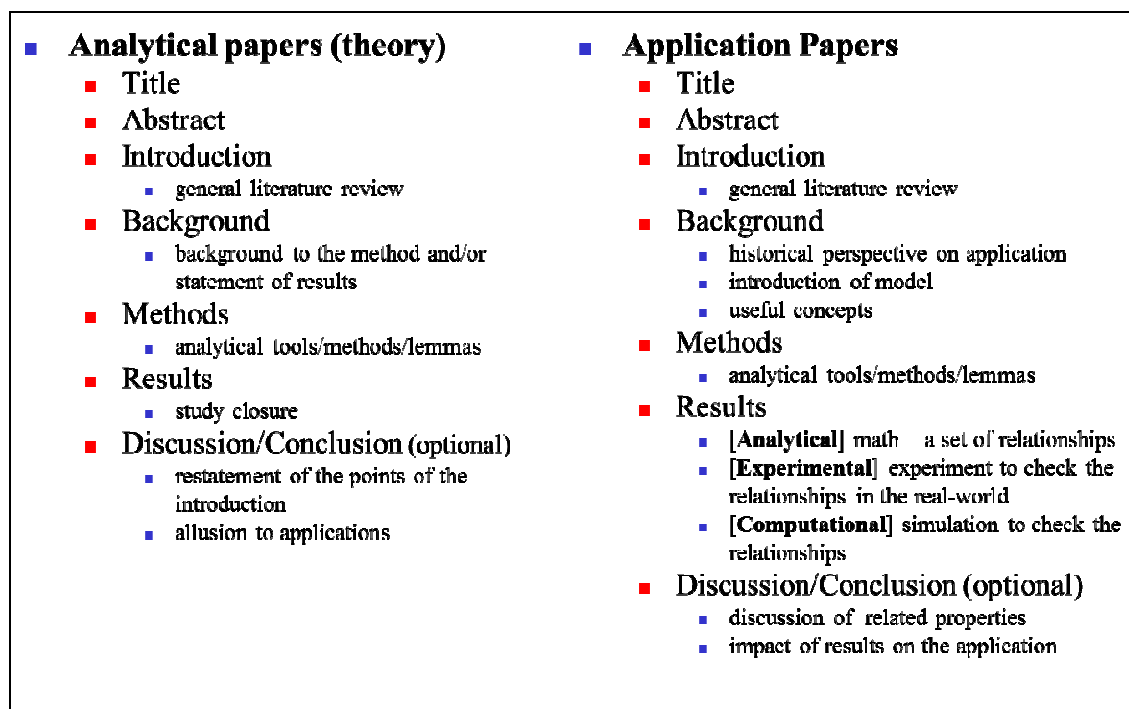 Analytical papers (theory)
Title
Abstract
Introduction
general literature review
Background
background to the method and/or
statement of results
Methods
analytical tools/methods/lemmas
Results
study closure
Discussion/Conclusion (optional)
restatement of the points of the
introduction
allusion to applications
Application Papers
Title
Abstract
Introduction
general literature review
Background
historical perspective on application
introduction of model
useful concepts
Methods
analytical tools/methods/lemmas
Results
[Analytical] math a set of relationships
[Experimental] experiment to check the
relationships in the real-world
[Computational] simulation to check the
relationships
Discussion/Conclusion (optional)
discussion of related properties
impact of results on the application